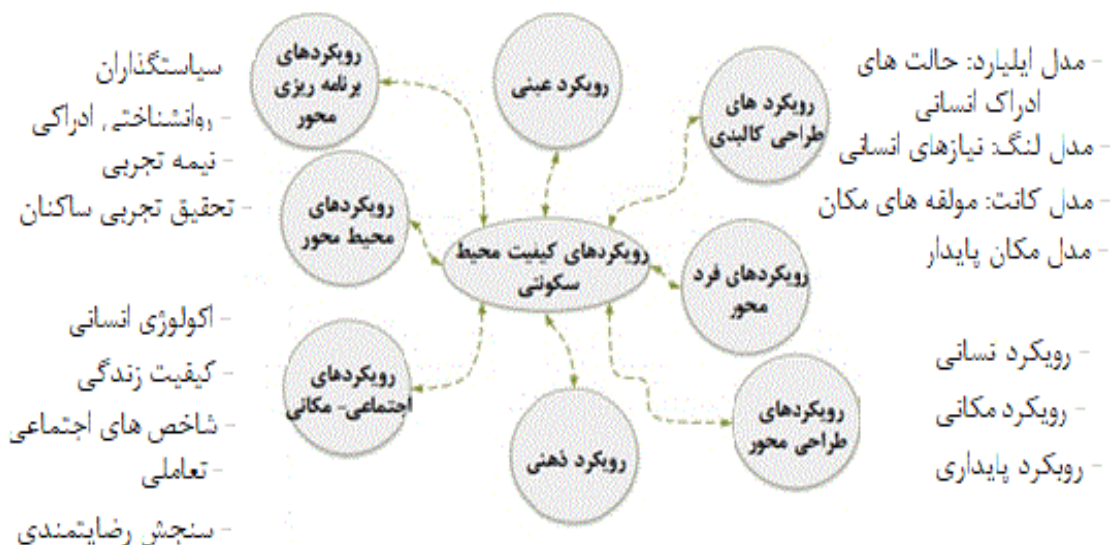 رویکردهای
برنامه ریزی
محور
رویکرد عینی
رویکرد های
طراحی کالبدی
رویکردهای
محیط محور
رویکردهای کیفیت محیط
سکونتی
رویکردهای فرد
محور
رویکردهای
اجتماعی- مکانی
رویکرد ذهنی
رویکردهای
طراحی محور
- مدل ایلیارد: حالت های
ادراک انسانی
- مدل لنگ: نیازهای انسانی
- مدل کانت: مولفه های مکان
- مدل مکان پایدار
- رویکرد نسانی
- رویکرد مکانی
- رویکرد پایداری
سیاستگذاران
- روانشناختی ادراکی
- نیمه تجربی
- تحقیق تجربی ساکنان
- اکولوژی انسانی
- کیفیت زندگی
- شاخص های اجتماعی
- تعاملی
- سنجش رضایتمندی